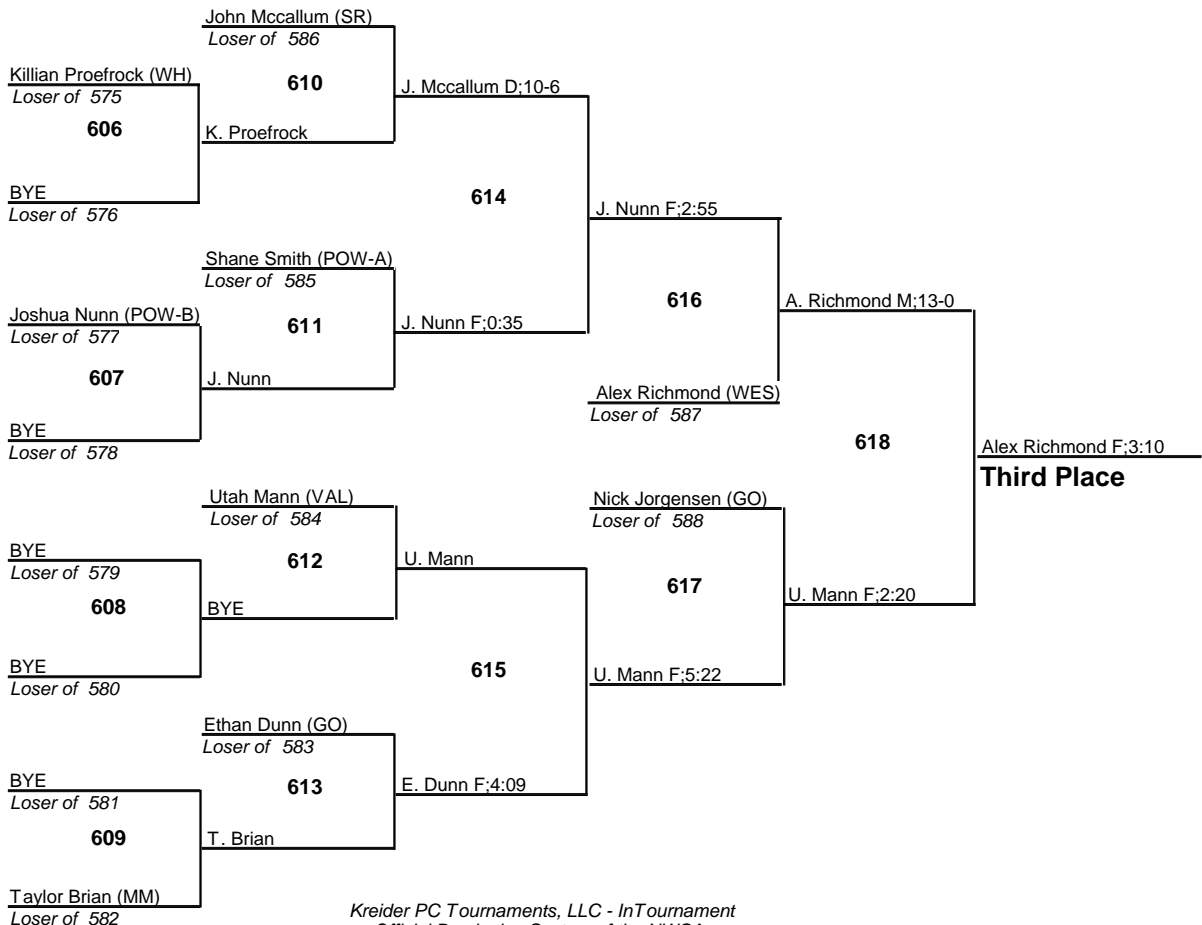 John Mccallum (SR)
Loser of 586
Killian Proefrock (WH)
Loser of 575
610
J. Mccallum D;10-6
606
K. Proefrock
BYE
Loser of 576
614
J. Nunn F;2:55
Shane Smith (POW-A)
Loser of 585
Joshua Nunn (POW-B)
Loser of 577
611
J. Nunn F;0:35
616
A. Richmond M;13-0
607
J. Nunn
Alex Richmond (WES)
Loser of 587
BYE
Loser of 578
618
Alex Richmond F;3:10
Third Place
Utah Mann (VAL)
Loser of 584
Nick Jorgensen (GO)
Loser of 588
BYE
Loser of 579
612
U. Mann
617
608
BYE
U. Mann F;2:20
BYE
Loser of 580
615
U. Mann F;5:22
Ethan Dunn (GO)
Loser of 583
BYE
Loser of 581
613
E. Dunn F;4:09
609
T. Brian
Taylor Brian (MM)
Loser of 582
Kreider PC Tournaments, LLC - InTournament